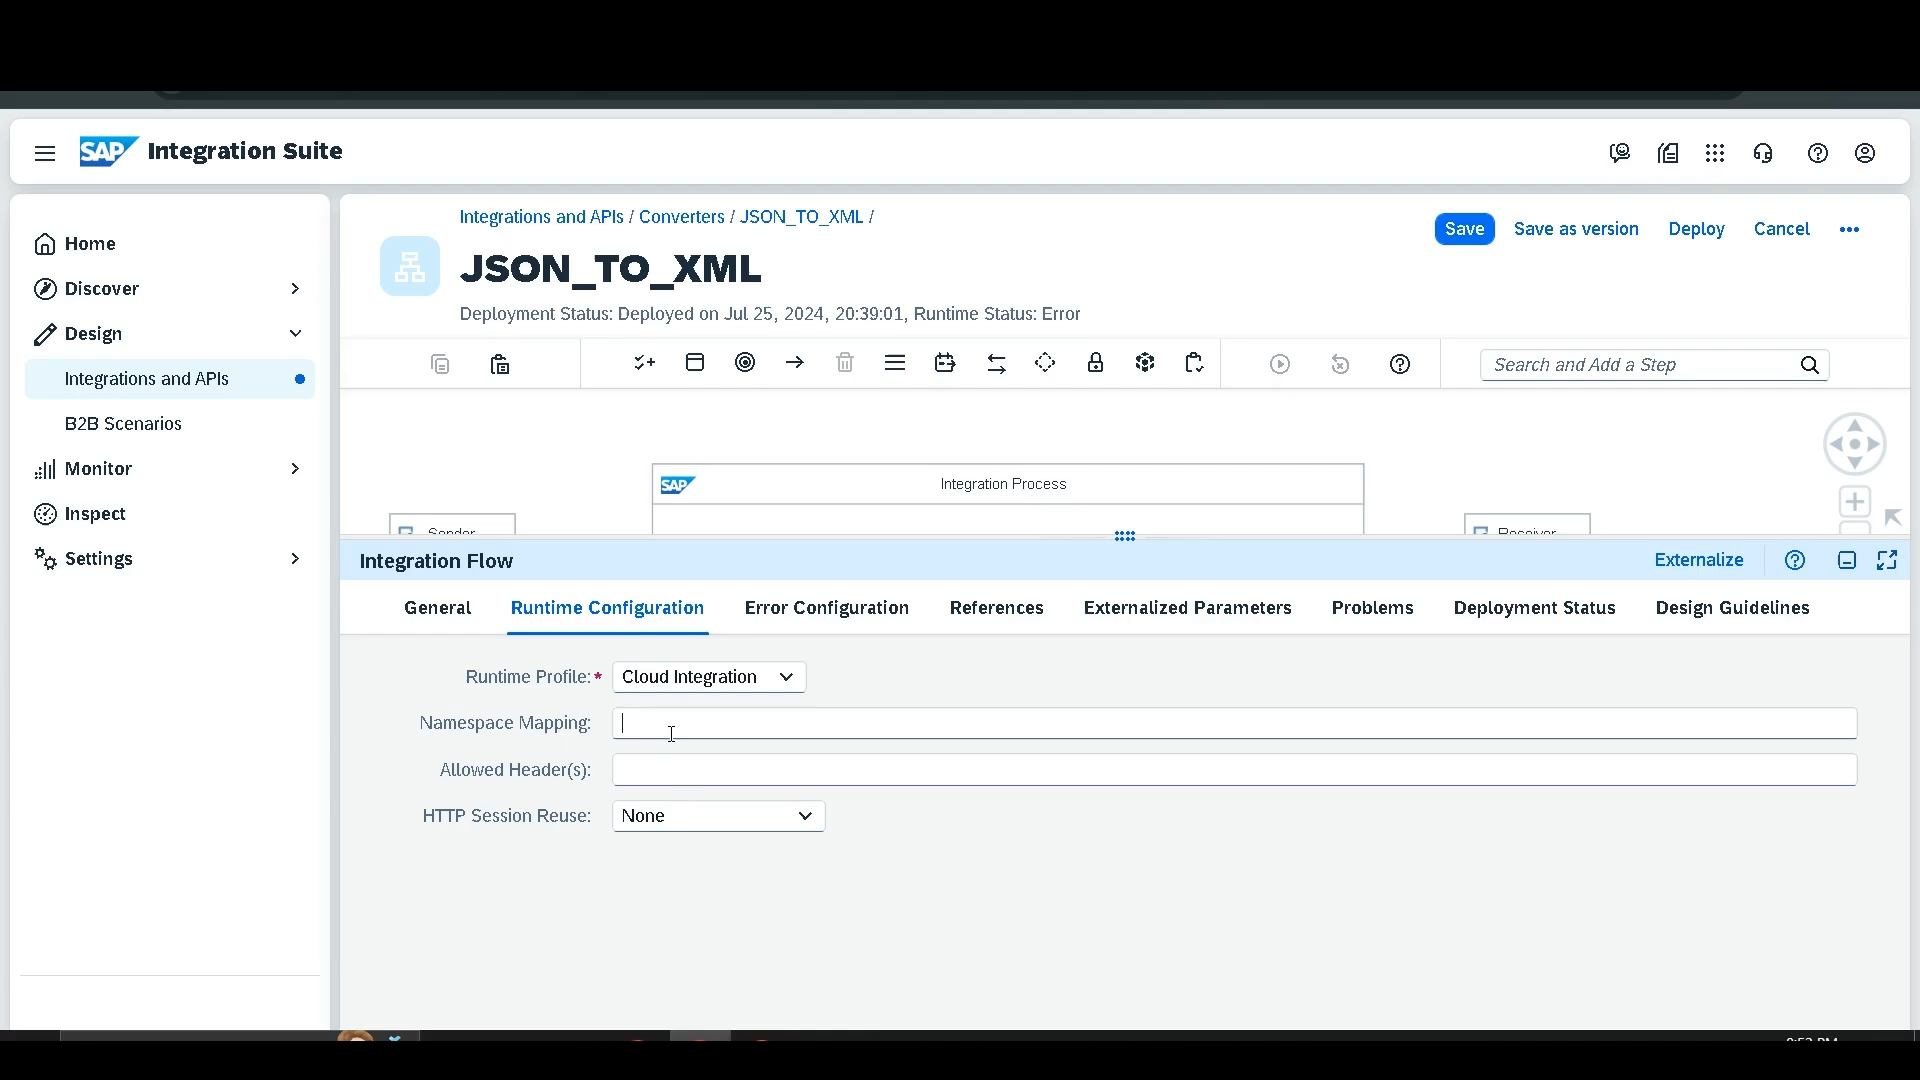 SAP Integration Suite
Home
Discover
Design
Integrations and APIs
B2B Scenarios
Monitor
Inspect
Settings
Integrations and APIs / Converters / JSON_TO_XML /
JSON_TO_XML
Deployment Status: Deployed on Jul 25, 2024, 20:39:01, Runtime Status: Error
Save Save as version Deploy Cancel
Search and Add a Step
SAP Integration Process
Sender
Receiver
Integration Flow
Externalize
General Runtime Configuration Error Configuration References Externalized Parameters Problems Deployment Status Design Guidelines
Runtime Profile:* Cloud Integration
Namespace Mapping:
Allowed Header(s):
HTTP Session Reuse: None